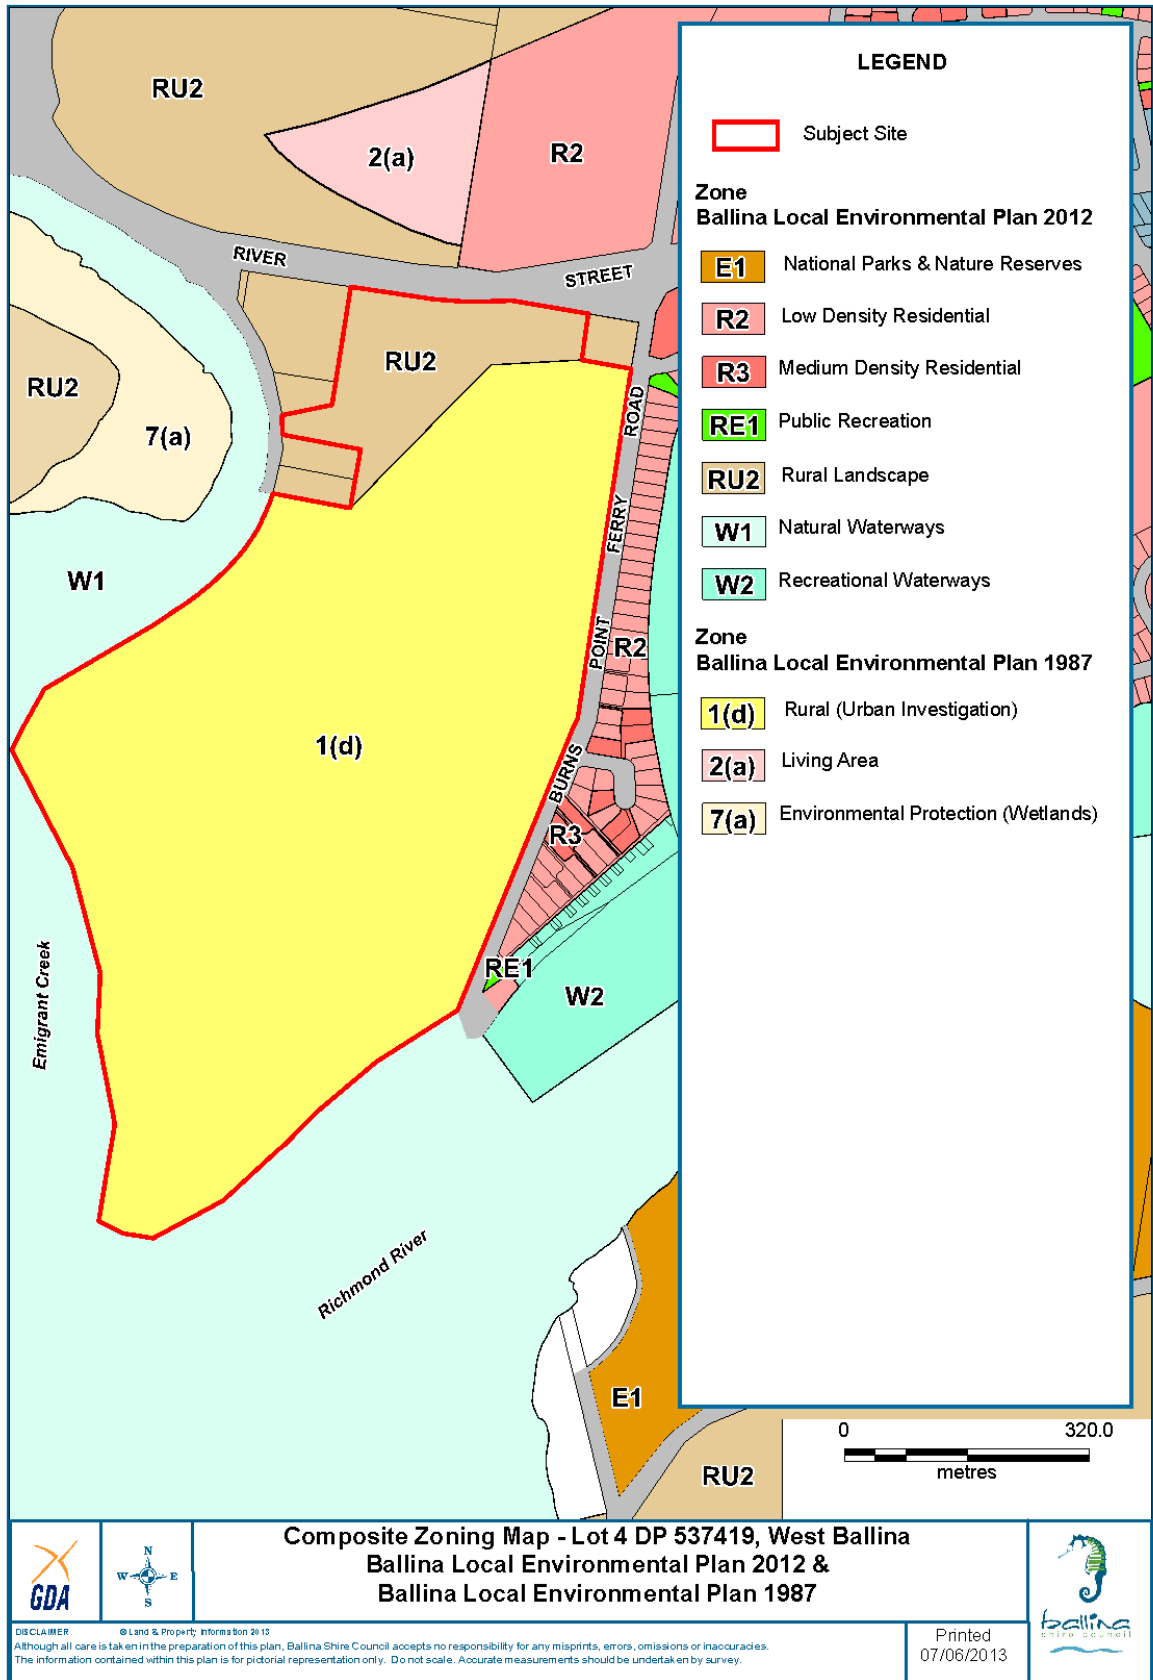 LEGEND
Subject Site
Zone
Ballina Local Environmental Plan 2012
E1 National Parks & Nature Reserves
R2 Low Density Residential
R3 Medium Density Residential
RE1 Public Recreation
RU2 Rural Landscape
W1 Natural Waterways
W2 Recreational Waterways
Zone
Ballina Local Environmental Plan 1987
1(d) Rural (Urban Investigation)
2(a) Living Area
7(a) Environmental Protection (Wetlands)
RU2
2(a)
R2
RIVER STREET
RU2
RU2
7(a)
W1
BURNS POINT FERRY ROAD
R2
1(d)
R3
RE1
W2
Emigrant Creek
Richmond River
E1
RU2
0 320.0
metres
GDA
N
W E
S
Composite Zoning Map - Lot 4 DP 537419, West Ballina
Ballina Local Environmental Plan 2012 &
Ballina Local Environmental Plan 1987
ballina
shire council
DISCLAIMER © Land & Property Information 2013
Although all care is taken in the preparation of this plan, Ballina Shire Council accepts no responsibility for any misprints, errors, omissions or inaccuracies.
The information contained within this plan is for pictorial representation only. Do not scale. Accurate measurements should be undertaken by survey.
Printed
07/06/2013